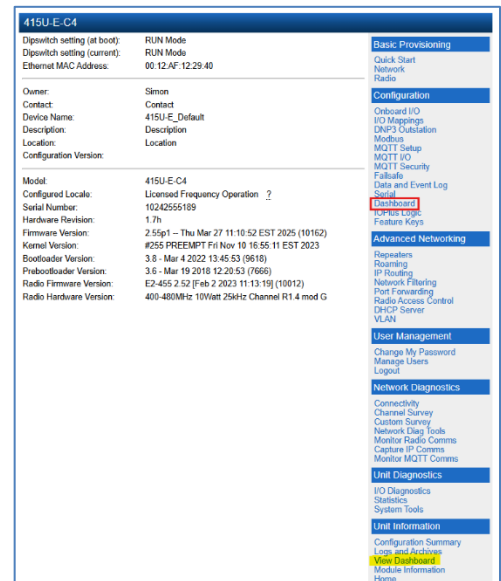 415U-E-C4
Dipswitch setting (at boot): RUN Mode
Dipswitch setting (current): RUN Mode
Ethernet MAC Address: 00:12:AF:12:29:40
Owner: Simon
Contact: Contact
Device Name: 415U-E_Default
Description: Description
Location: Location
Configuration Version:
Model: 415U-E-C4
Configured Locale: Licensed Frequency Operation ?
Serial Number: 10242555189
Hardware Revision: 1.7h
Firmware Version: 2.55p1 -- Thu Mar 27 11:10:52 EST 2025 (10162)
Kernel Version: #255 PREEMPT Fri Nov 10 16:55:11 EST 2023
Bootloader Version: 3.8 - Mar 4 2022 13:45:53 (9618)
Prebootloader Version: 3.6 - Mar 19 2018 12:20:53 (7666)
Radio Firmware Version: E2-455 2.52 [Feb 2 2023 11:13:19] (10012)
Radio Hardware Version: 400-480MHz 10Watt 25kHz Channel R1.4 mod G
Basic Provisioning
Quick Start
Network
Radio
Configuration
Onboard I/O
I/O Mappings
DNP3 Outstation
Modbus
MQTT Setup
MQTT I/O
MQTT Security
Failsafe
Data and Event Log
Serial
Dashboard
IOPlus Logic
Feature Keys
Advanced Networking
Repeaters
Roaming
IP Routing
Network Filtering
Port Forwarding
Radio Access Control
DHCP Server
VLAN
User Management
Change My Password
Manage Users
Logout
Network Diagnostics
Connectivity
Channel Survey
Custom Survey
Network Diag Tools
Monitor Radio Comms
Capture IP Comms
Monitor MQTT Comms
Unit Diagnostics
I/O Diagnostics
Statistics
System Tools
Unit Information
Configuration Summary
Logs and Archives
View Dashboard
Module Information
Home